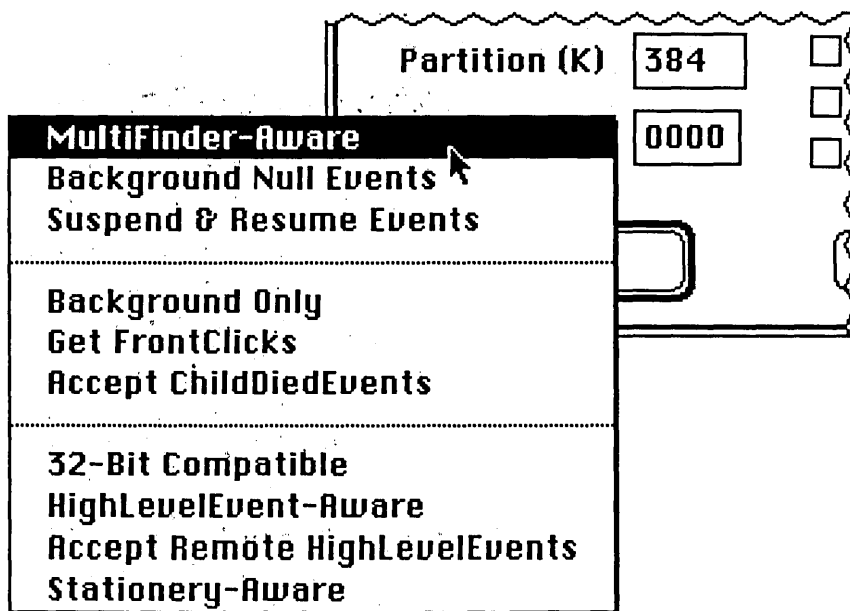 Partition (K) 384
0000
MultiFinder-Aware
Background Null Events
Suspend & Resume Events
Background Only
Get FrontClicks
Accept ChildDiedEvents
32-Bit Compatible
HighLevelEvent-Aware
Accept Remote HighLevelEvents
Stationery-Aware